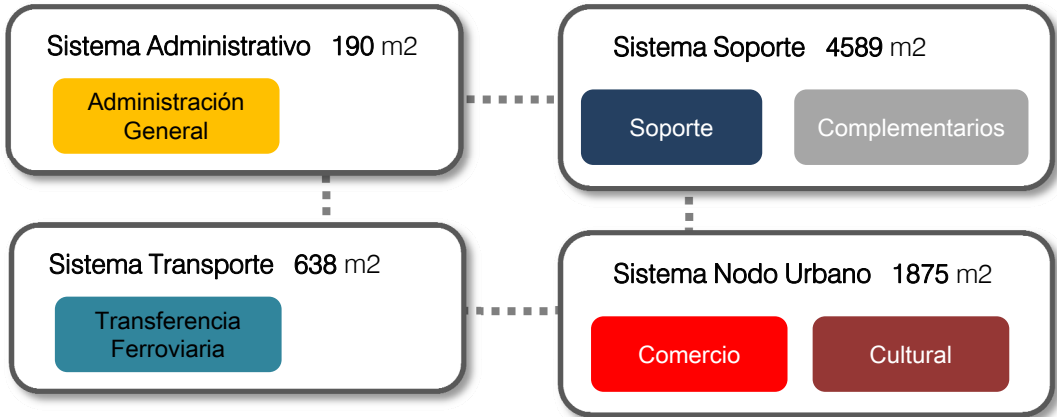 Sistema Administrativo 190 m2
Administración
General
Sistema Soporte 4589 m2
Soporte
Complementarios
Sistema Transporte 638 m2
Transferencia
Ferroviaria
Sistema Nodo Urbano 1875 m2
Comercio
Cultural